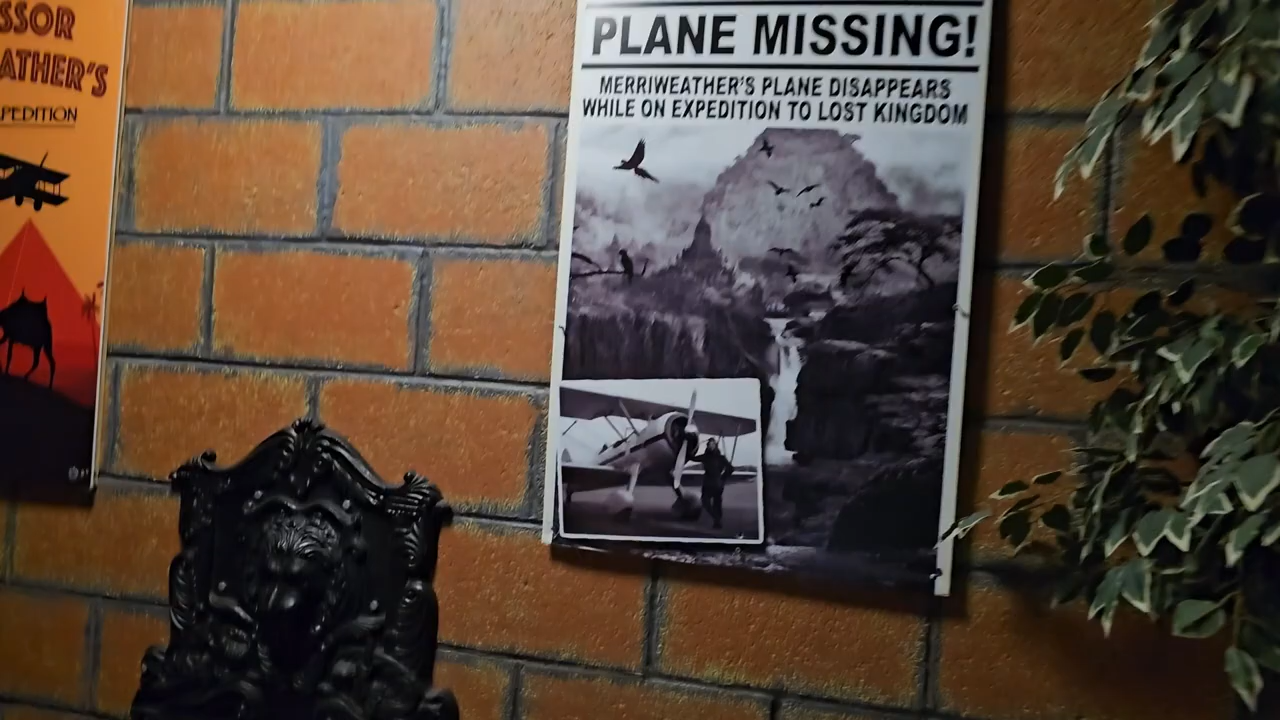 SSOR
ATHER'S
PEDITION
PLANE MISSING!
MERRIWEATHER'S PLANE DISAPPEARS
WHILE ON EXPEDITION TO LOST KINGDOM